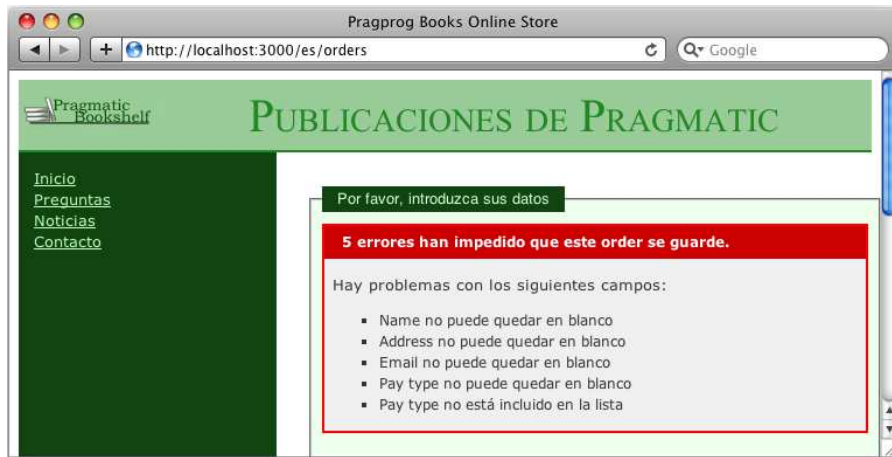 Pragprog Books Online Store
http://localhost:3000/es/orders
Google
Pragmatic
Bookshelf
PUBLICACIONES DE PRAGMATIC
Inicio
Preguntas
Noticias
Contacto
Por favor, introduzca sus datos
5 errores han impedido que este order se guarde.
Hay problemas con los siguientes campos:
Name no puede quedar en blanco
Address no puede quedar en blanco
Email no puede quedar en blanco
Pay type no puede quedar en blanco
Pay type no está incluido en la lista